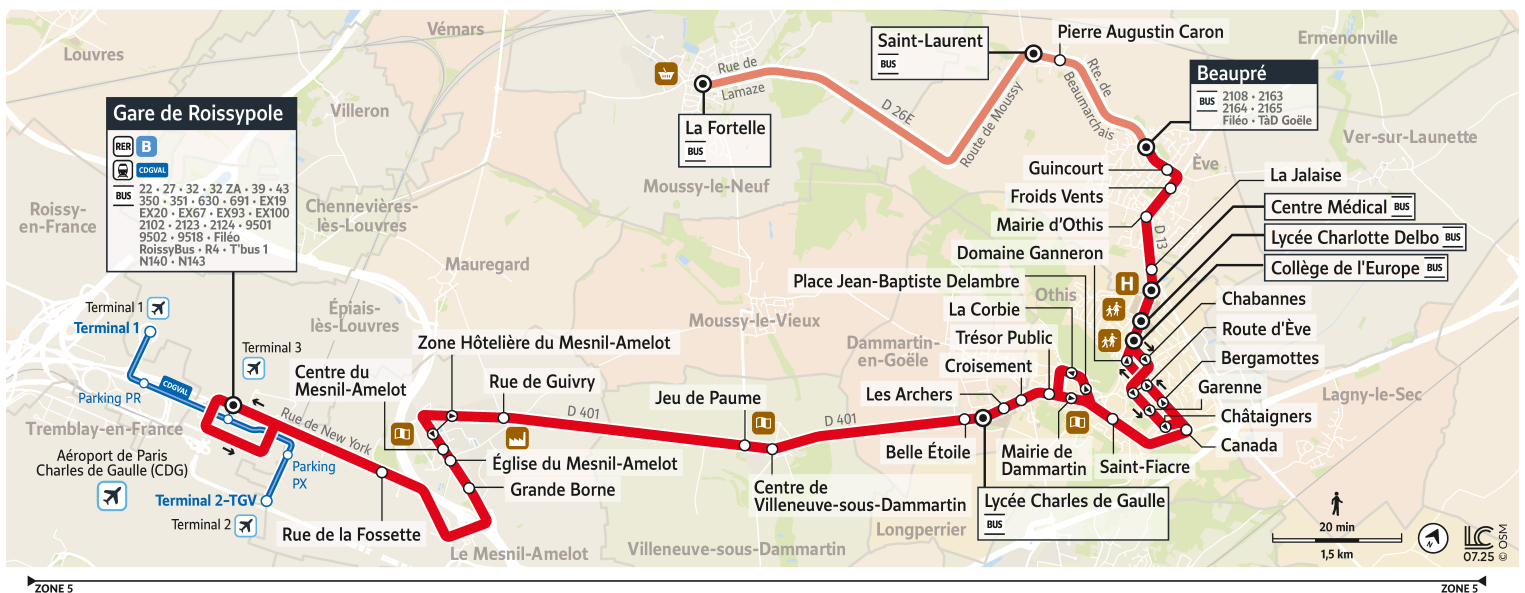 Louvres
Vémars
Villeron
Roissy-
en-France
Chennevières-
lès-Louvres
Mauregard
Épiais-
lès-Louvres
Moussy-le-Neuf
Moussy-le-Vieux
Dammartin-
en-Goële
Othis
Ève
Ermenonville
Ver-sur-Launette
Lagny-le-Sec
Longperrier
Villeneuve-sous-Dammartin
Le Mesnil-Amelot
Tremblay-en-France
Gare de Roissypole
RER B
CDGVAL
BUS
22 • 27 • 32 • 32 ZA • 39 • 43
350 • 351 • 630 • 691 • EX19
EX20 • EX67 • EX93 • EX100
2102 • 2123 • 2124 • 9501
9502 • 9518 • Filéo
RoissyBus • R4 • T'bus 1
N140 • N143
Terminal 1
Terminal 1
Terminal 3
CDGVAL
Parking PR
Aéroport de Paris
Charles de Gaulle (CDG)
Parking
PX
Terminal 2-TGV
Terminal 2
Rue de New York
Rue de la Fossette
Centre du
Mesnil-Amelot
Zone Hôtelière du Mesnil-Amelot
Rue de Guivry
Église du Mesnil-Amelot
Grande Borne
D 401
Jeu de Paume
Centre de
Villeneuve-sous-Dammartin
D 401
Belle Étoile
Lycée Charles de Gaulle
BUS
Les Archers
Croisement
Trésor Public
La Corbie
Place Jean-Baptiste Delambre
Domaine Ganneron
Mairie de
Dammartin
Saint-Fiacre
Canada
Châtaigners
Garenne
Bergamottes
Route d'Ève
Chabannes
Collège de l'Europe BUS
Lycée Charlotte Delbo BUS
Centre Médical BUS
La Jalaise
H
D 13
Mairie d'Othis
Froids Vents
Guincourt
Beaupré
BUS
2108 • 2163
2164 • 2165
Filéo • TàD Goële
Rte. de
Beaumarchais
Pierre Augustin Caron
Saint-Laurent
BUS
Route de Moussy
D 26E
Rue de
Lamaze
La Fortelle
BUS
20 min
1,5 km
N
LC
07.25
© OSM
ZONE 5
ZONE 5